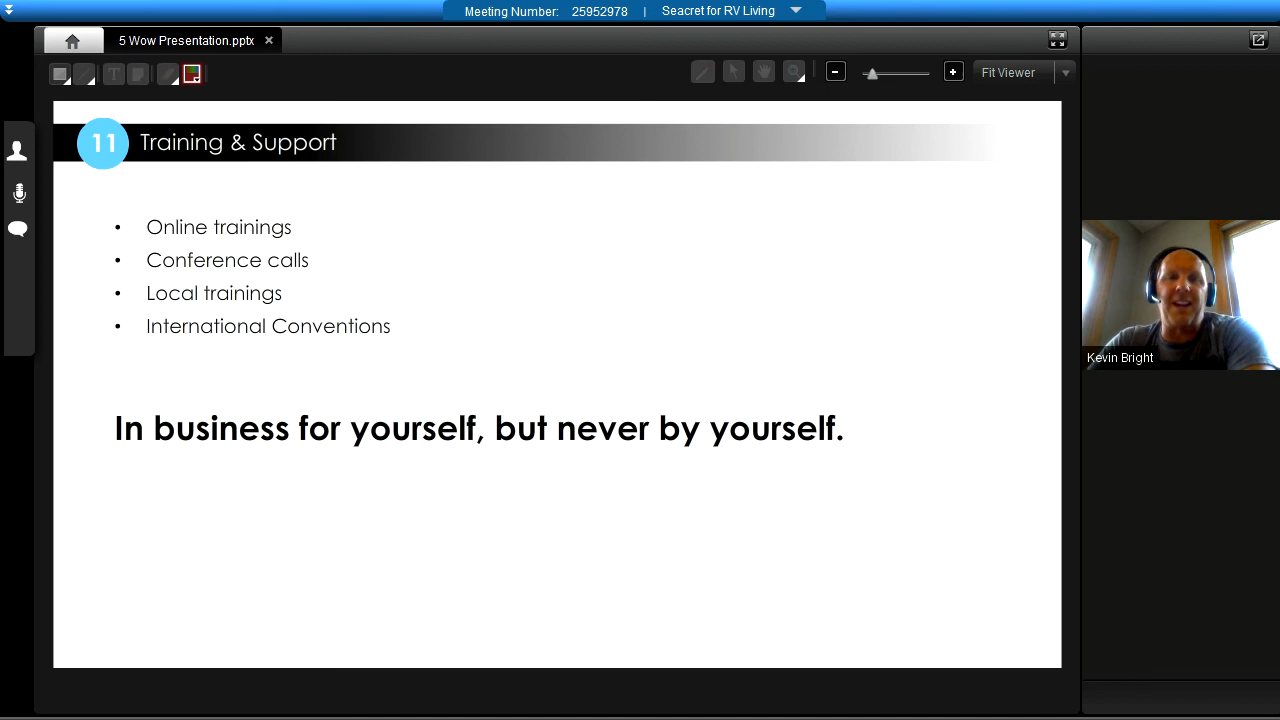 Meeting Number: 25952978 | Seacret for RV Living
5 Wow Presentation.pptx
T
Fit Viewer
11 Training & Support
• Online trainings
• Conference calls
• Local trainings
• International Conventions
In business for yourself, but never by yourself.
Kevin Bright